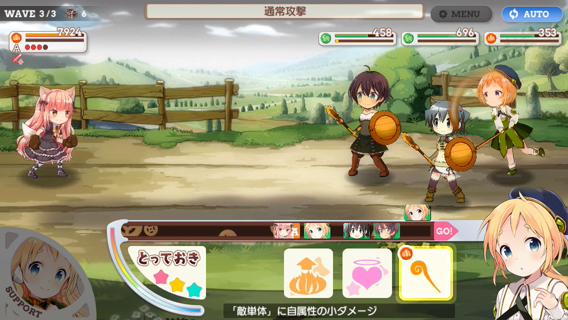 WAVE 3/3 6
通常攻撃
MENU
AUTO
7924
458
696
353
A
GO!
とっておき
SUPPORT
「敵単体」に自属性の小ダメージ